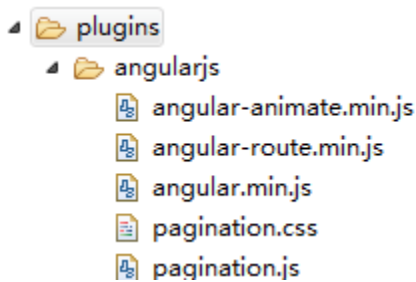 plugins
angularjs
angular-animate.min.js
angular-route.min.js
angular.min.js
pagination.css
pagination.js